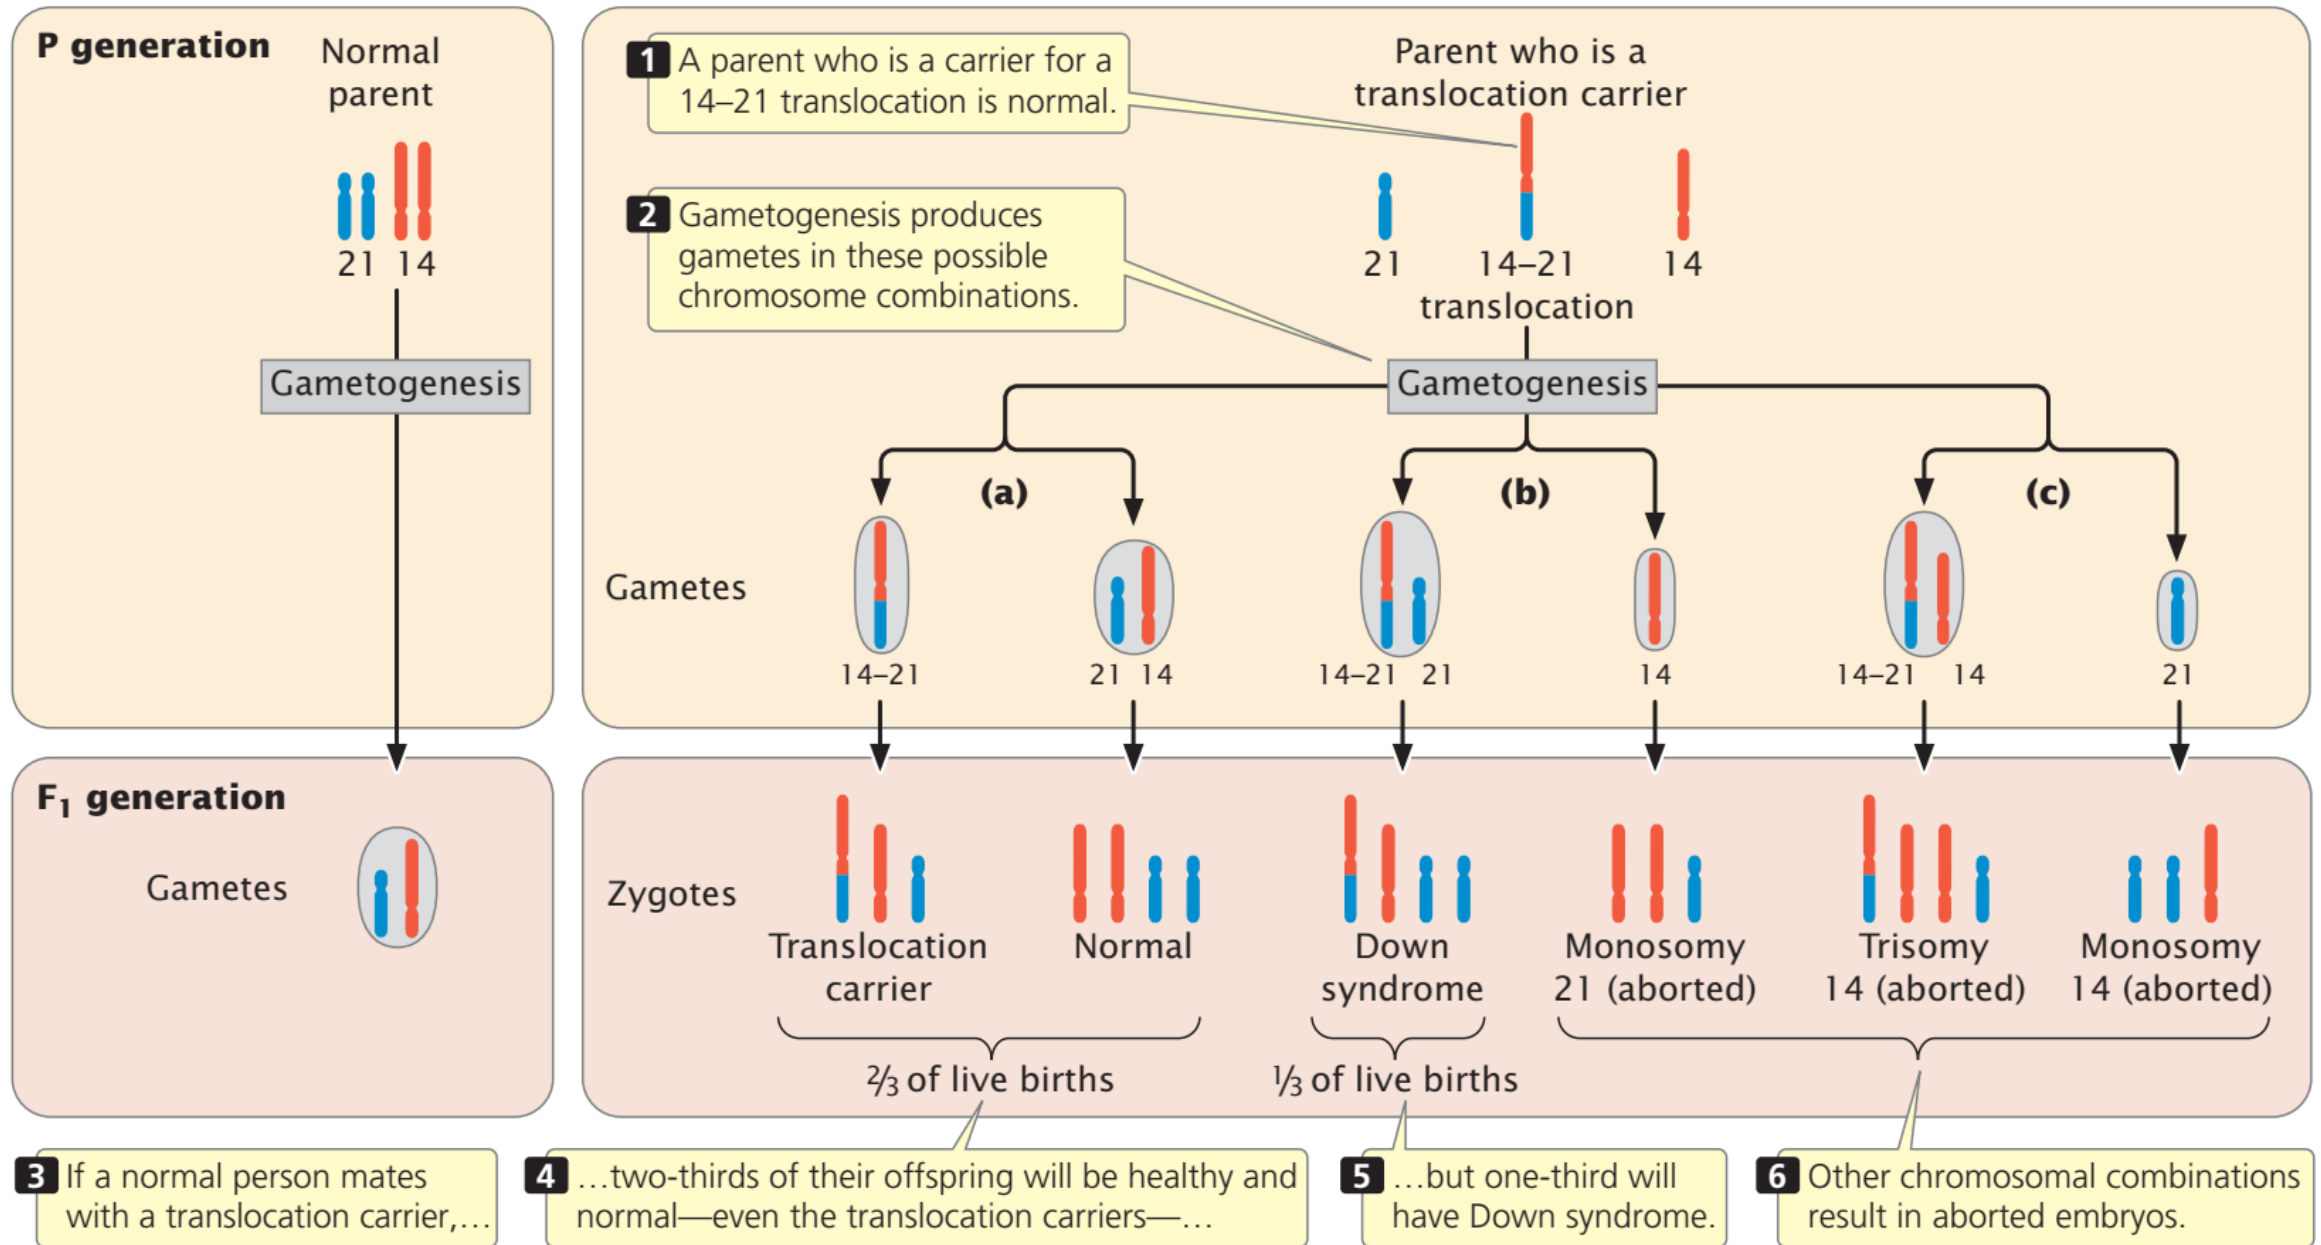 P generation
Normal
parent
21 14
Gametogenesis
1 A parent who is a carrier for a
14–21 translocation is normal.
Parent who is a
translocation carrier
2 Gametogenesis produces
gametes in these possible
chromosome combinations.
21
14–21
translocation
14
Gametogenesis
(a)
(b)
(c)
Gametes
14–21
21 14
14–21 21
14
14–21 14
21
F1 generation
Gametes
Zygotes
Translocation
carrier
Normal
Down
syndrome
Monosomy
21 (aborted)
Trisomy
14 (aborted)
Monosomy
14 (aborted)
⅔ of live births
⅓ of live births
3 If a normal person mates
with a translocation carrier,…
4 …two-thirds of their offspring will be healthy and
normal—even the translocation carriers—…
5 …but one-third will
have Down syndrome.
6 Other chromosomal combinations
result in aborted embryos.